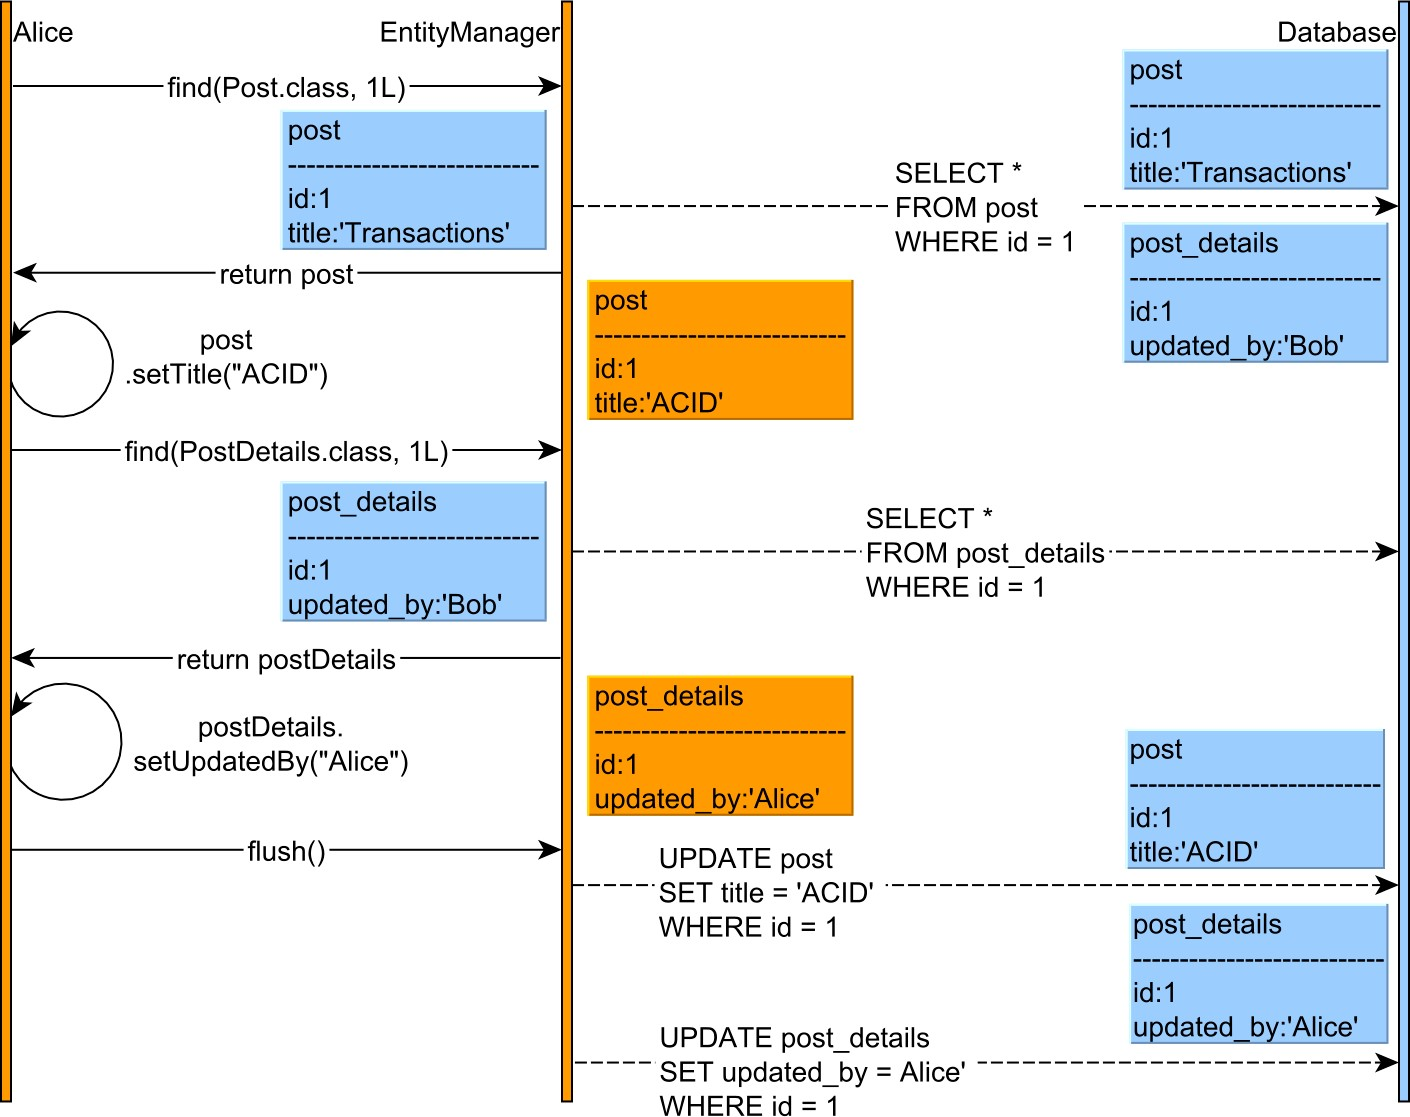 Alice
EntityManager
Database
find(Post.class, 1L)
post
---------------------------
id:1
title:'Transactions'
post
---------------------------
id:1
title:'Transactions'
SELECT *
FROM post
WHERE id = 1
post_details
---------------------------
id:1
updated_by:'Bob'
return post
post
.setTitle("ACID")
post
---------------------------
id:1
title:'ACID'
find(PostDetails.class, 1L)
post_details
---------------------------
id:1
updated_by:'Bob'
SELECT *
FROM post_details
WHERE id = 1
return postDetails
postDetails.
setUpdatedBy("Alice")
post_details
---------------------------
id:1
updated_by:'Alice'
post
---------------------------
id:1
title:'ACID'
flush()
UPDATE post
SET title = 'ACID'
WHERE id = 1
post_details
---------------------------
id:1
updated_by:'Alice'
UPDATE post_details
SET updated_by = Alice'
WHERE id = 1